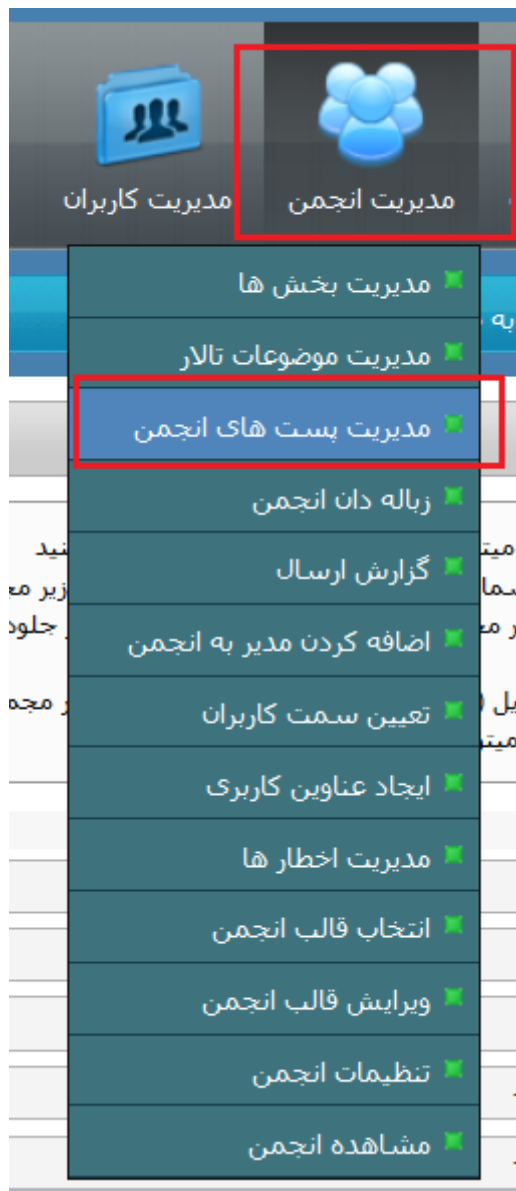 مدیریت انجمن
مدیریت کاربران
مدیریت بخش ها
به
مدیریت موضوعات تالار
مدیریت پست های انجمن
زباله دان انجمن
گزارش ارسال
اضافه کردن مدیر به انجمن
تعیین سمت کاربران
ایجاد عناوین کاربری
مدیریت اخطار ها
انتخاب قالب انجمن
ویرایش قالب انجمن
تنظیمات انجمن
مشاهده انجمن